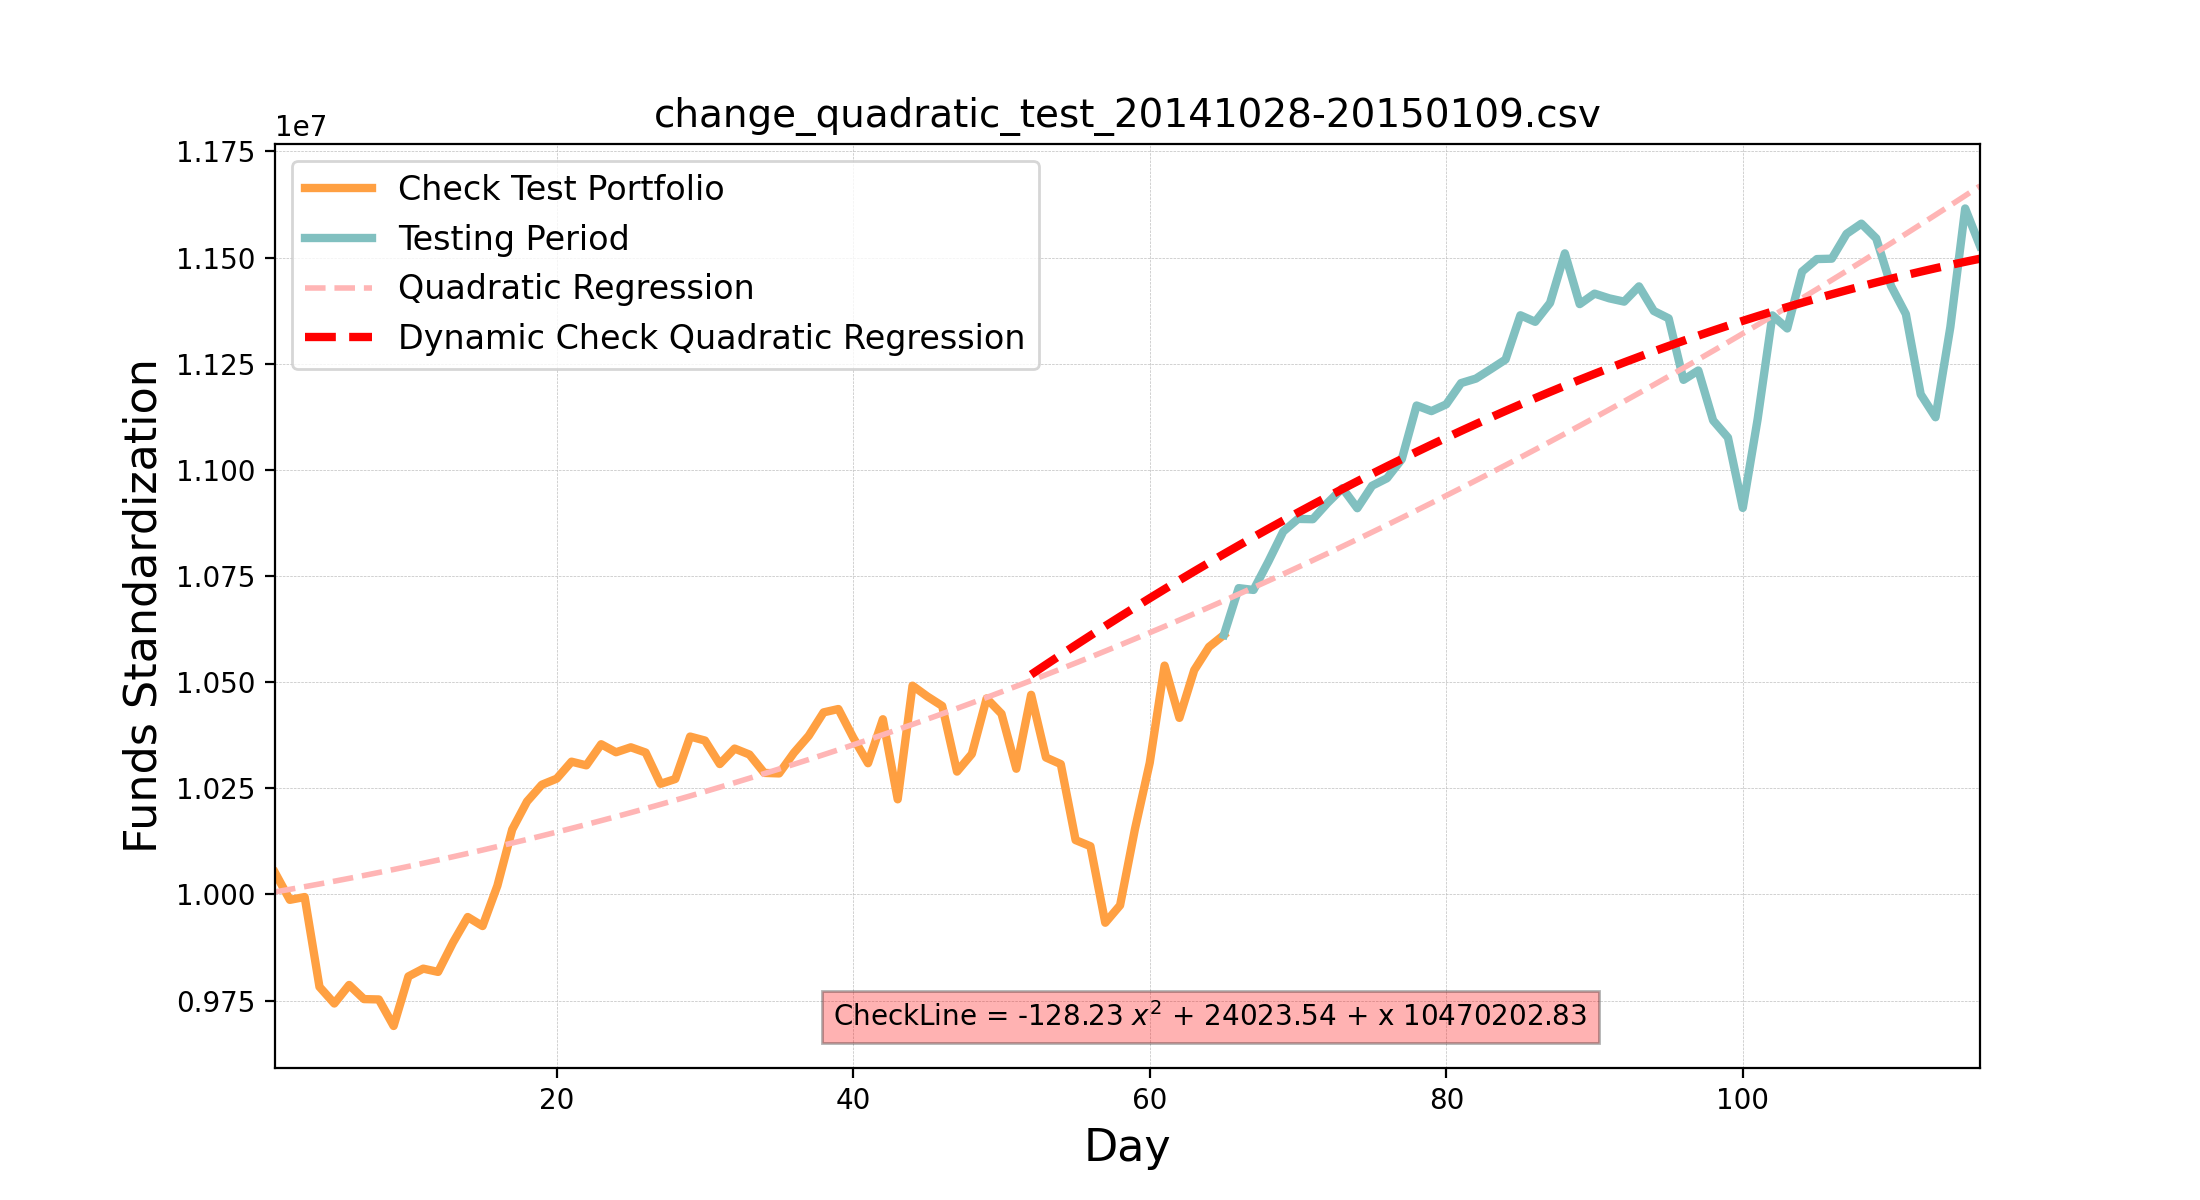 change_quadratic_test_20141028-20150109.csv
1e7
1.175
1.150
1.125
1.100
1.075
1.050
1.025
1.000
0.975
Funds Standardization
Check Test Portfolio
Testing Period
Quadratic Regression
Dynamic Check Quadratic Regression
CheckLine = -128.23 x² + 24023.54 + x 10470202.83
20 40 60 80 100
Day